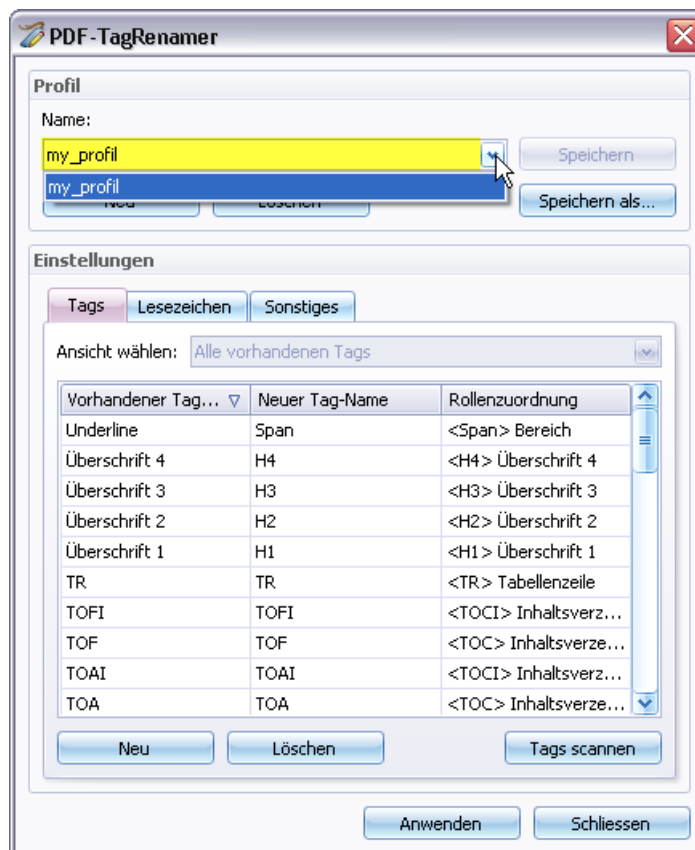 PDF-TagRenamer
Profil
Name:
my_profil
Speichern
my_profil
Neu Löschen Speichern als...
Einstellungen
Tags Lesezeichen Sonstiges
Ansicht wählen: Alle vorhandenen Tags
Vorhandener Tag... Neuer Tag-Name Rollenzuordnung
Underline Span <Span> Bereich
Überschrift 4 H4 <H4> Überschrift 4
Überschrift 3 H3 <H3> Überschrift 3
Überschrift 2 H2 <H2> Überschrift 2
Überschrift 1 H1 <H1> Überschrift 1
TR TR <TR> Tabellenzeile
TOFI TOFI <TOCI> Inhaltsverz...
TOF TOF <TOC> Inhaltsverze...
TOAI TOAI <TOCI> Inhaltsverz...
TOA TOA <TOC> Inhaltsverze...
Neu Löschen Tags scannen
Anwenden Schliessen